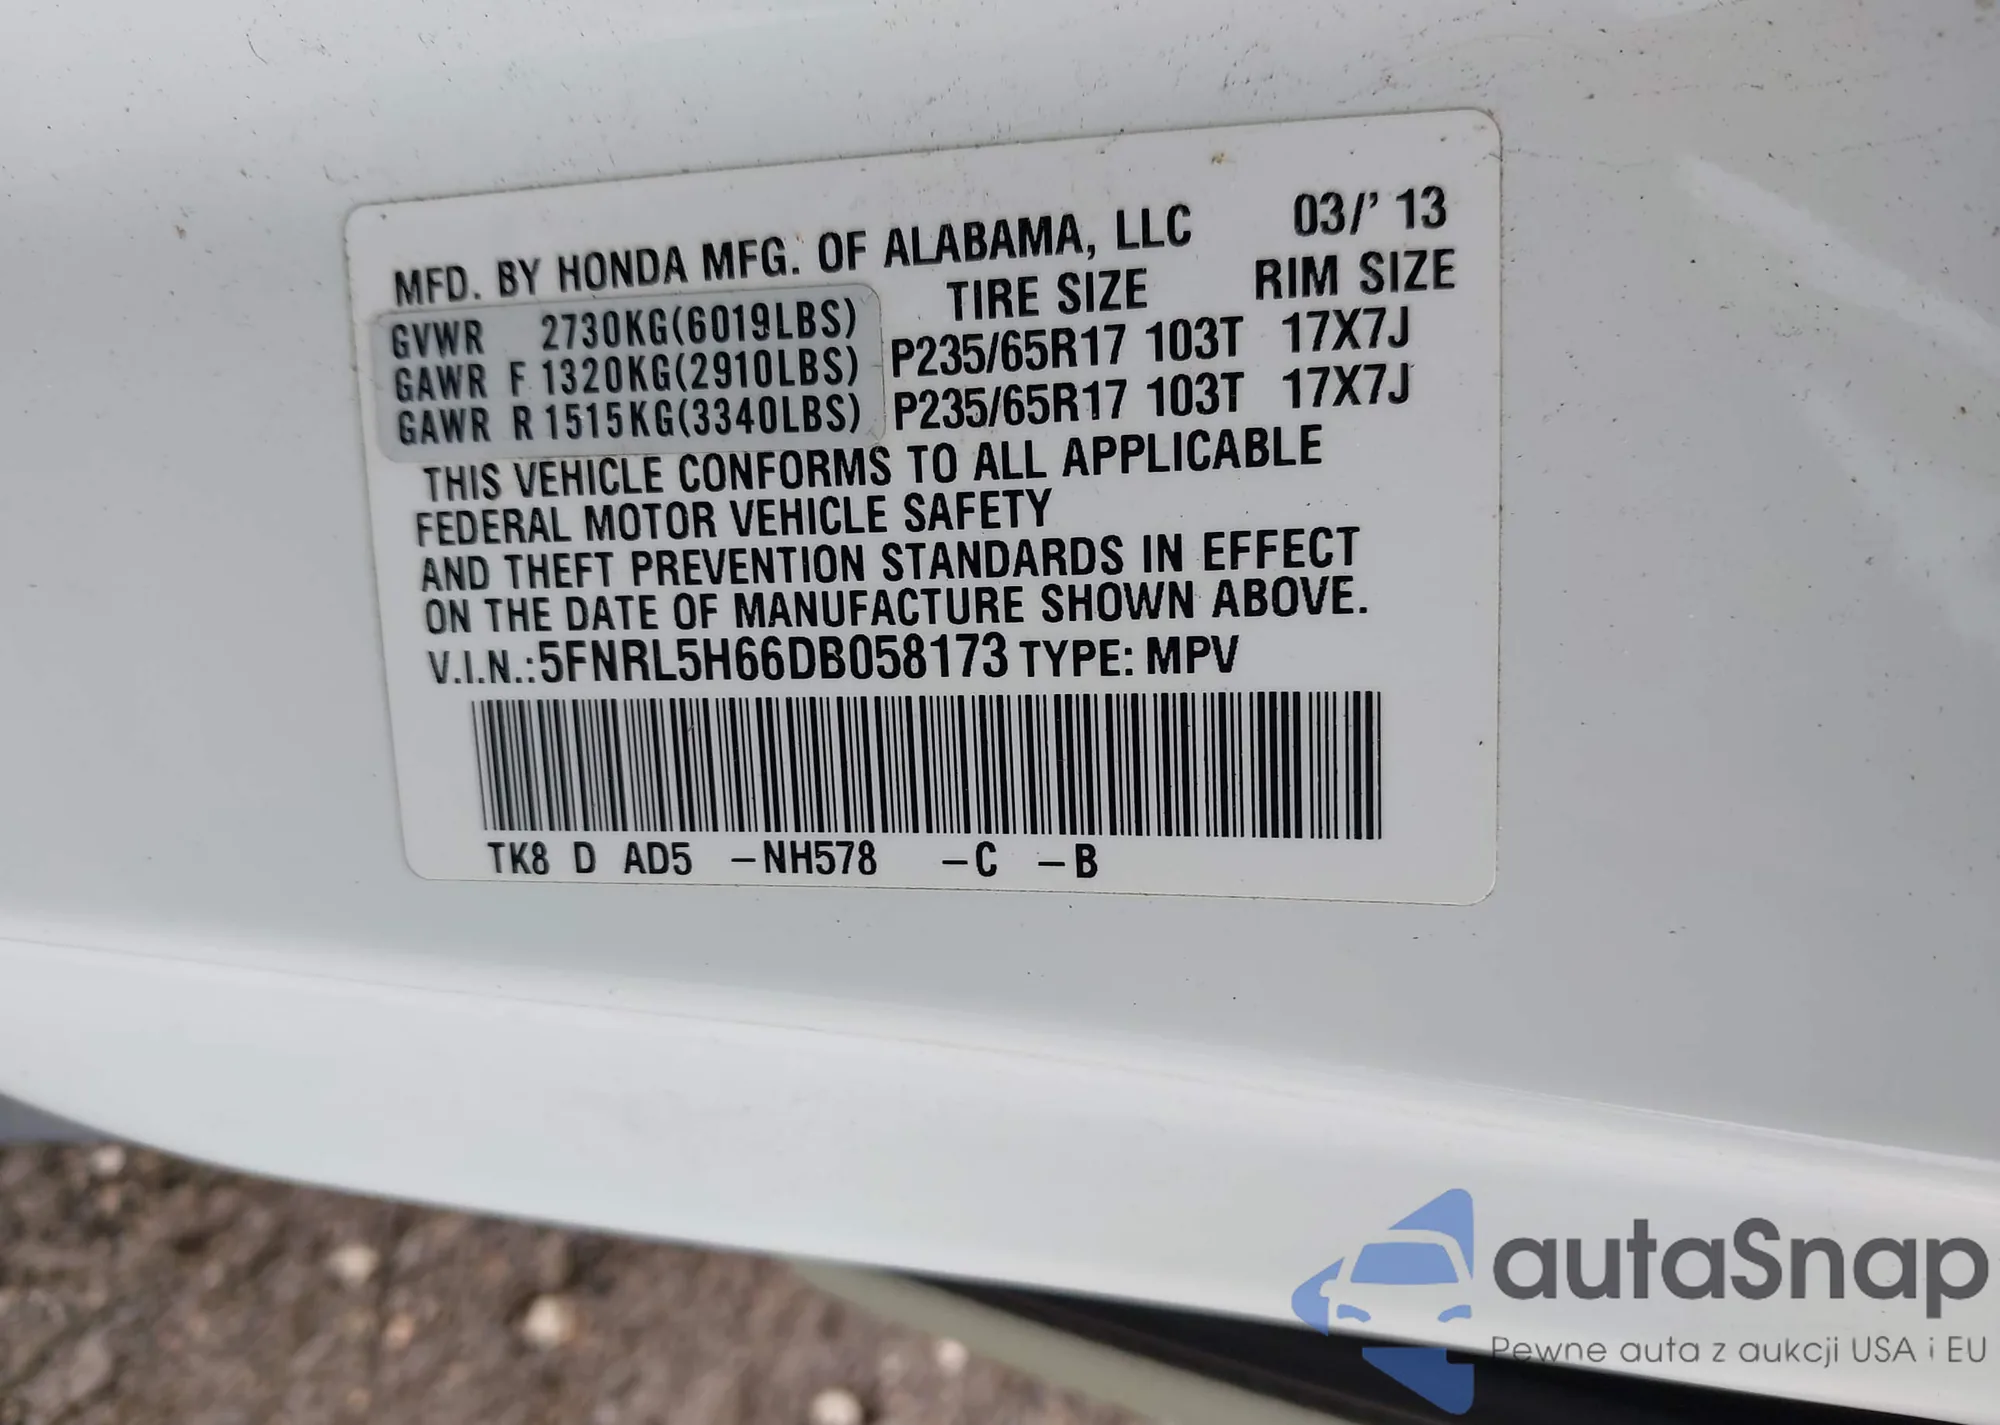 MFD. BY HONDA MFG. OF ALABAMA, LLC 03/' 13
TIRE SIZE RIM SIZE
GVWR 2730KG(6019LBS)
GAWR F 1320KG(2910LBS) P235/65R17 103T 17X7J
GAWR R 1515KG(3340LBS) P235/65R17 103T 17X7J
THIS VEHICLE CONFORMS TO ALL APPLICABLE
FEDERAL MOTOR VEHICLE SAFETY
AND THEFT PREVENTION STANDARDS IN EFFECT
ON THE DATE OF MANUFACTURE SHOWN ABOVE.
V.I.N.:5FNRL5H66DB058173 TYPE: MPV
TK8 D AD5 -NH578 -C -B
autaSnap
Pewne auta z aukcji USA i EU